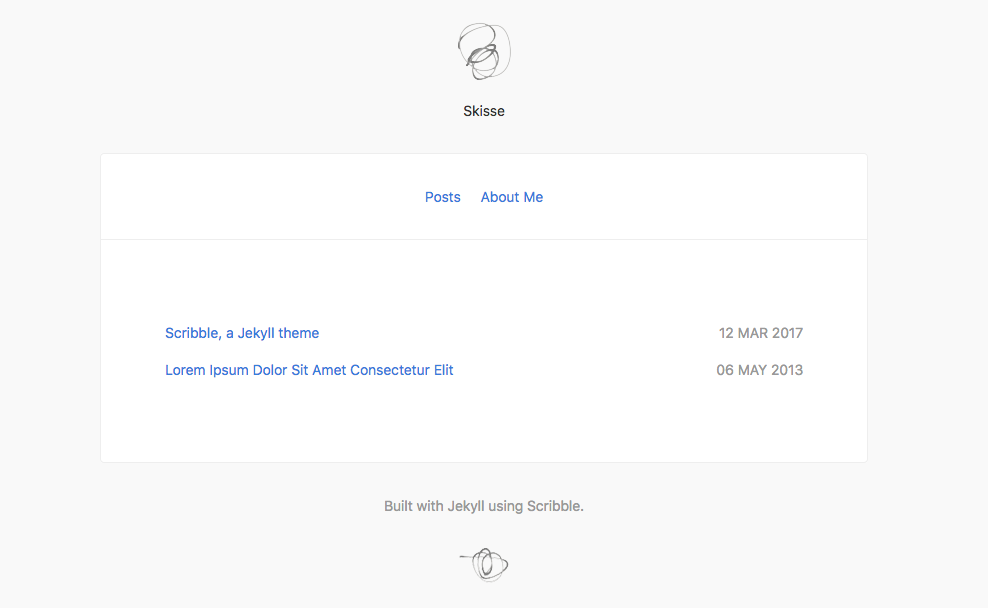 Skisse
Posts About Me
Scribble, a Jekyll theme 12 MAR 2017
Lorem Ipsum Dolor Sit Amet Consectetur Elit 06 MAY 2013
Built with Jekyll using Scribble.